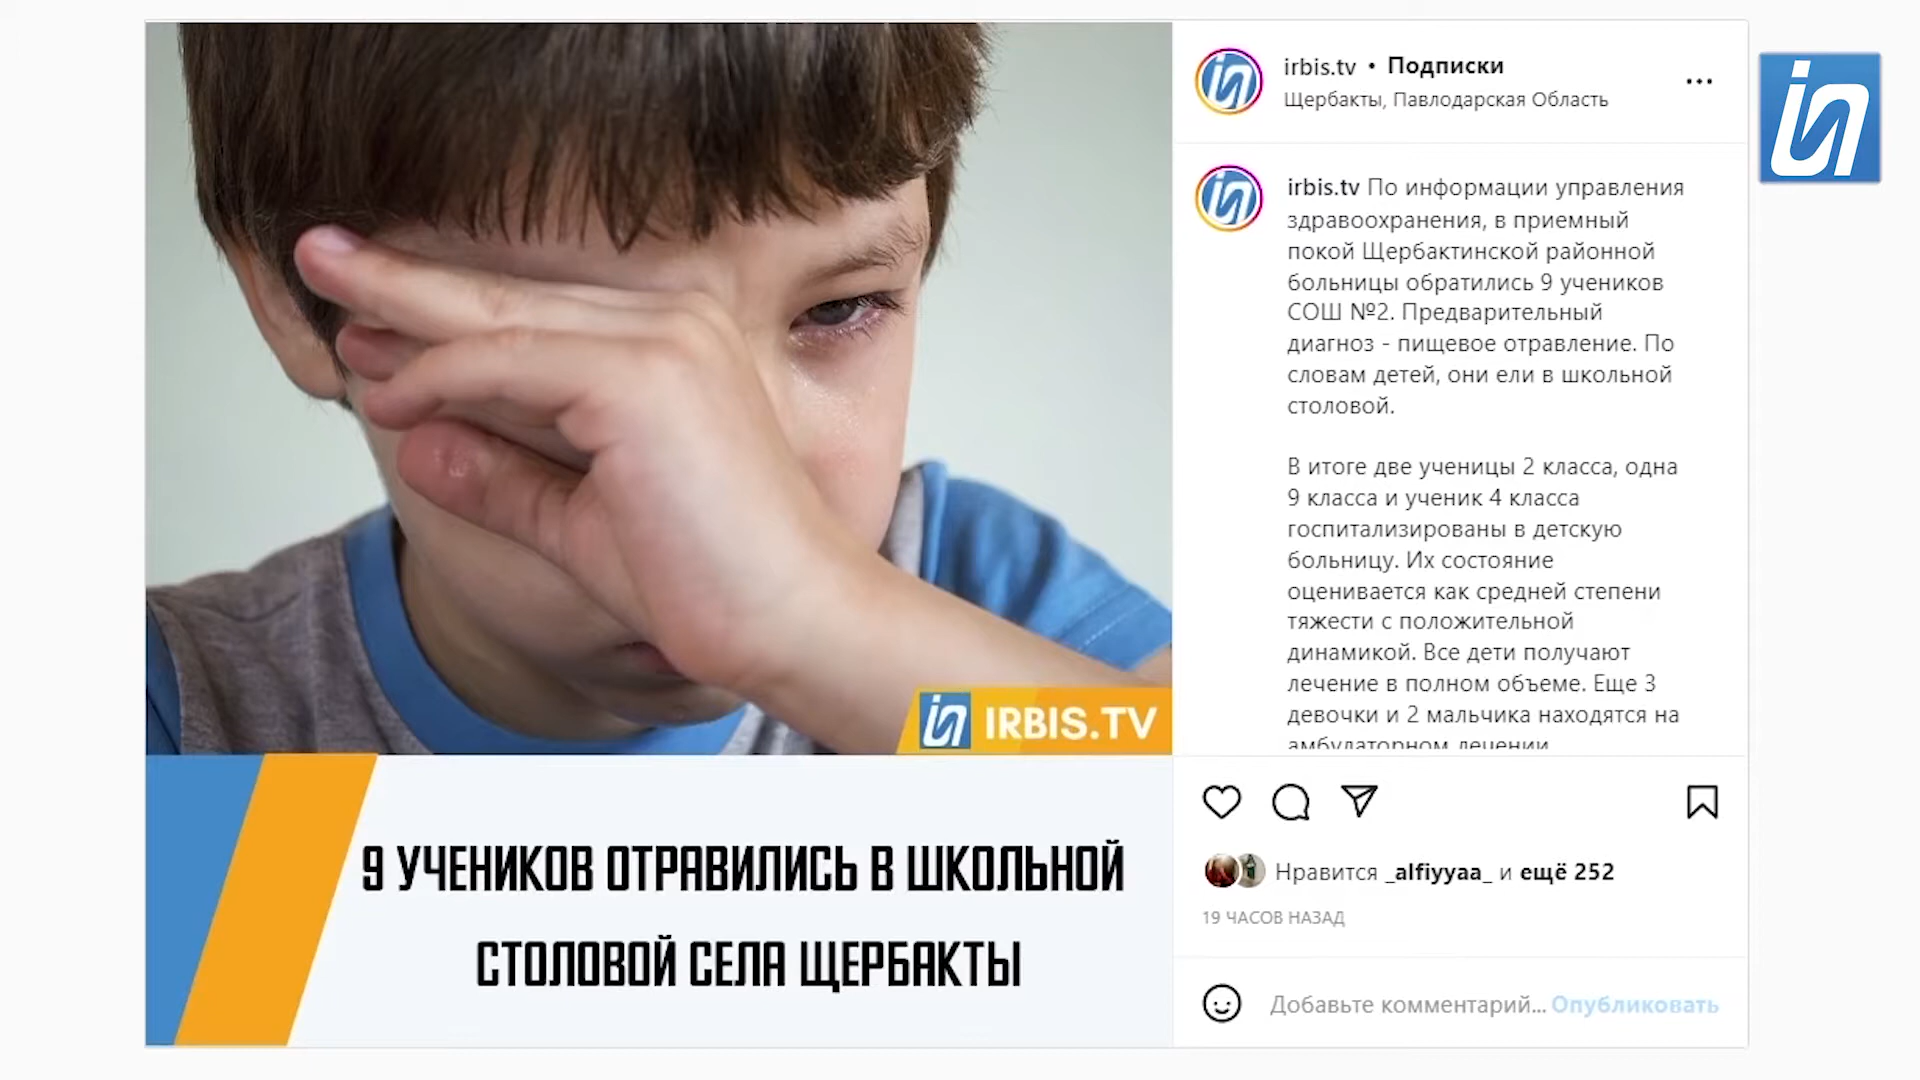 irbis.tv • Подписки
Щербакты, Павлодарская Область
irbis.tv По информации управления
здравоохранения, в приемный
покой Щербактинской районной
больницы обратились 9 учеников
СОШ №2. Предварительный
диагноз - пищевое отравление. По
словам детей, они ели в школьной
столовой.
В итоге две ученицы 2 класса, одна
9 класса и ученик 4 класса
госпитализированы в детскую
больницу. Их состояние
оценивается как средней степени
тяжести с положительной
динамикой. Все дети получают
лечение в полном объеме. Еще 3
девочки и 2 мальчика находятся на
амбулаторном лечении
IRBIS.TV
9 УЧЕНИКОВ ОТРАВИЛИСЬ В ШКОЛЬНОЙ
СТОЛОВОЙ СЕЛА ЩЕРБАКТЫ
Нравится _alfiyyaa_ и ещё 252
19 ЧАСОВ НАЗАД
Добавьте комментарий... Опубликовать